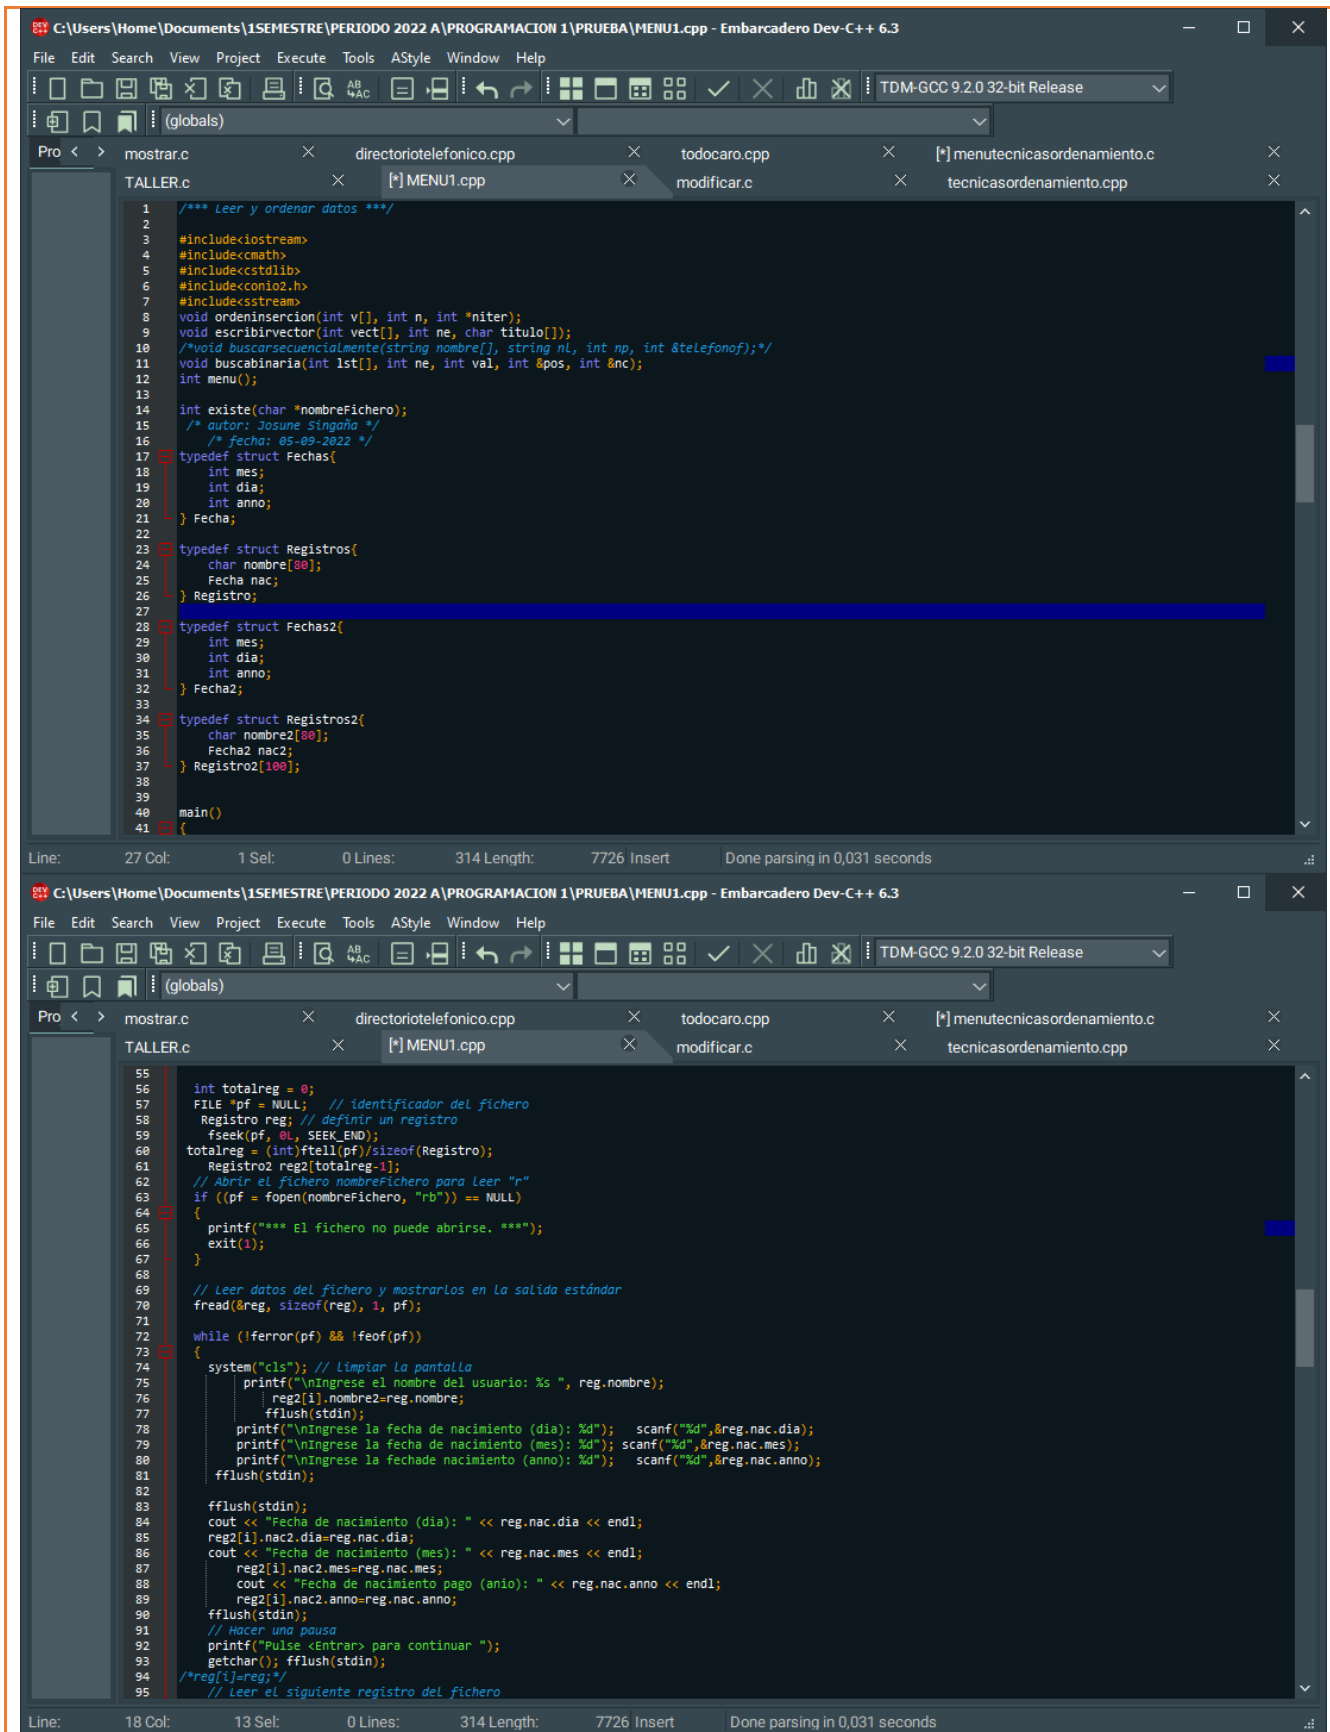 C:\Users\Home\Documents\1SEMESTRE\PERIODO 2022 A\PROGRAMACION 1\PRUEBA\MENU1.cpp - Embarcadero Dev-C++ 6.3
File Edit Search View Project Execute Tools AStyle Window Help
TDM-GCC 9.2.0 32-bit Release
(globals)
Pro < > mostrar.c directoriotelefonico.cpp todocaro.cpp [*] menutecnicasordenamiento.c
TALLER.c [*] MENU1.cpp modificar.c tecnicasordenamiento.cpp
1 /*** Leer y ordenar datos ***/
2
3 #include<iostream>
4 #include<cmath>
5 #include<cstdlib>
6 #include<conio2.h>
7 #include<sstream>
8 void ordeninsercion(int v[], int n, int *niter);
9 void escribirvector(int vect[], int ne, char titulo[]);
10 /*void buscarsecuencialmente(string nombre[], string nl, int np, int &telefonof);*/
11 void buscabinaria(int lst[], int ne, int val, int &pos, int &nc);
12 int menu();
13
14 int existe(char *nombreFichero);
15 /* autor: Josune Singaña */
16 /* fecha: 05-09-2022 */
17 typedef struct Fechas{
18 int mes;
19 int dia;
20 int anno;
21 } Fecha;
22
23 typedef struct Registros{
24 char nombre[80];
25 Fecha nac;
26 } Registro;
27
28 typedef struct Fechas2{
29 int mes;
30 int dia;
31 int anno;
32 } Fecha2;
33
34 typedef struct Registros2{
35 char nombre2[80];
36 Fecha2 nac2;
37 } Registro2[100];
38
39
40 main()
41 {
Line: 27 Col: 1 Sel: 0 Lines: 314 Length: 7726 Insert Done parsing in 0,031 seconds
C:\Users\Home\Documents\1SEMESTRE\PERIODO 2022 A\PROGRAMACION 1\PRUEBA\MENU1.cpp - Embarcadero Dev-C++ 6.3
File Edit Search View Project Execute Tools AStyle Window Help
TDM-GCC 9.2.0 32-bit Release
(globals)
Pro < > mostrar.c directoriotelefonico.cpp todocaro.cpp [*] menutecnicasordenamiento.c
TALLER.c [*] MENU1.cpp modificar.c tecnicasordenamiento.cpp
55
56 int totalreg = 0;
57 FILE *pf = NULL; // identificador del fichero
58 Registro reg; // definir un registro
59 fseek(pf, 0L, SEEK_END);
60 totalreg = (int)ftell(pf)/sizeof(Registro);
61 Registro2 reg2[totalreg-1];
62 // Abrir el fichero nombreFichero para leer "r"
63 if ((pf = fopen(nombreFichero, "rb")) == NULL)
64 {
65 printf("*** El fichero no puede abrirse. ***");
66 exit(1);
67 }
68
69 // Leer datos del fichero y mostrarlos en la salida estándar
70 fread(&reg, sizeof(reg), 1, pf);
71
72 while (!ferror(pf) && !feof(pf))
73 {
74 system("cls"); // limpiar la pantalla
75 printf("\nIngrese el nombre del usuario: %s ", reg.nombre);
76 reg2[i].nombre2=reg.nombre;
77 fflush(stdin);
78 printf("\nIngrese la fecha de nacimiento (dia): %d"); scanf("%d",&reg.nac.dia);
79 printf("\nIngrese la fecha de nacimiento (mes): %d"); scanf("%d",&reg.nac.mes);
80 printf("\nIngrese la fechade nacimiento (anno): %d"); scanf("%d",&reg.nac.anno);
81 fflush(stdin);
82
83 fflush(stdin);
84 cout << "Fecha de nacimiento (dia): " << reg.nac.dia << endl;
85 reg2[i].nac2.dia=reg.nac.dia;
86 cout << "Fecha de nacimiento (mes): " << reg.nac.mes << endl;
87 reg2[i].nac2.mes=reg.nac.mes;
88 cout << "Fecha de nacimiento pago (anio): " << reg.nac.anno << endl;
89 reg2[i].nac2.anno=reg.nac.anno;
90 fflush(stdin);
91 // Hacer una pausa
92 printf("Pulse <Entrar> para continuar ");
93 getchar(); fflush(stdin);
94 /*reg[i]=reg;*/
95 // Leer el siguiente registro del fichero
Line: 18 Col: 13 Sel: 0 Lines: 314 Length: 7726 Insert Done parsing in 0,031 seconds